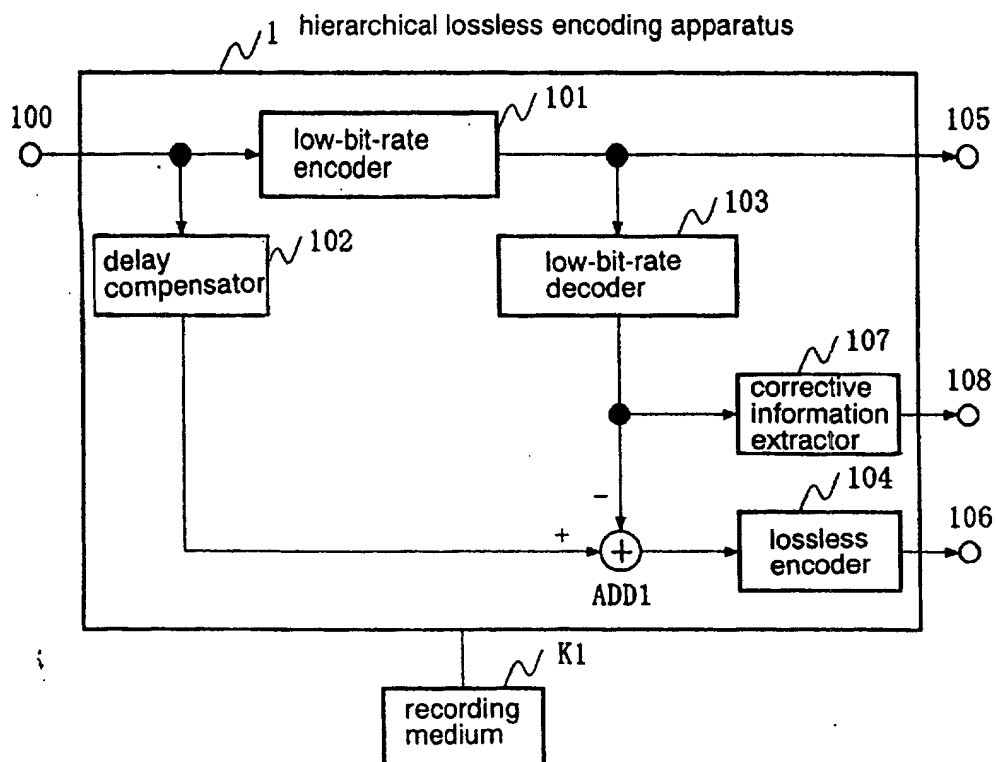 1 hierarchical lossless encoding apparatus
100
low-bit-rate
encoder
101
105
delay
compensator
102
low-bit-rate
decoder
103
corrective
information
extractor
107
108
−
+
+
ADD1
lossless
encoder
104
106
K1
recording
medium